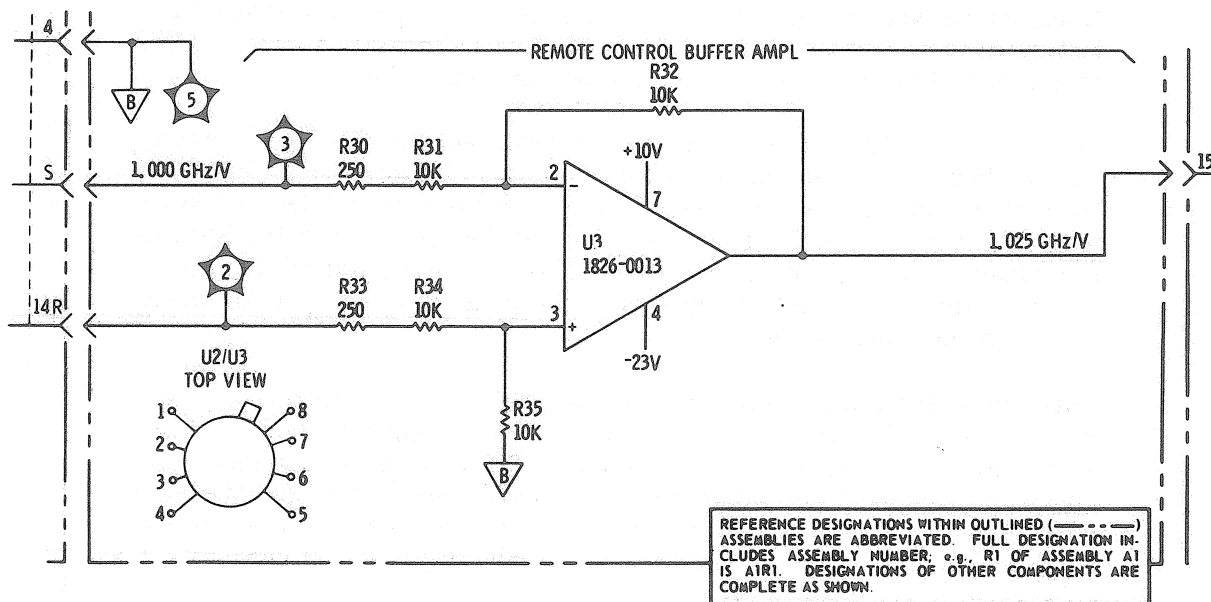 4
REMOTE CONTROL BUFFER AMPL
B
5
R32
10K
15
3
R30
250
R31
10K
+10V
S
1.000 GHz/V
2
-
7
U3
1826-0013
1.025 GHz/V
2
R33
250
R34
10K
14R
3
+
4
-23V
U2/U3
TOP VIEW
R35
10K
B
1
8
2
7
3
6
4
5
REFERENCE DESIGNATIONS WITHIN OUTLINED (—— - - ——)
ASSEMBLIES ARE ABBREVIATED. FULL DESIGNATION IN-
CLUDES ASSEMBLY NUMBER; e.g., R1 OF ASSEMBLY A1
IS A1R1. DESIGNATIONS OF OTHER COMPONENTS ARE
COMPLETE AS SHOWN.